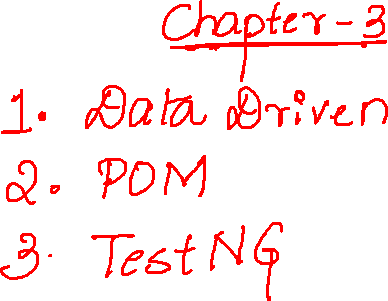 Chapter-3
1. Data Driven
2. POM
3. TestNG